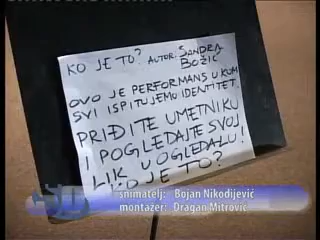 KO JE TO?
AUTOR: SANDRA
BOŽIĆ
OVO JE PERFORMANS U KOM
SVI ISPITUJEMO IDENTITET.
PRIĐITE UMETNIKU
I POGLEDAJTE SVOJ
LIK U OGLEDALU!
KO JE TO?
snimatelj: Bojan Nikodijević
montažer: Dragan Mitrović